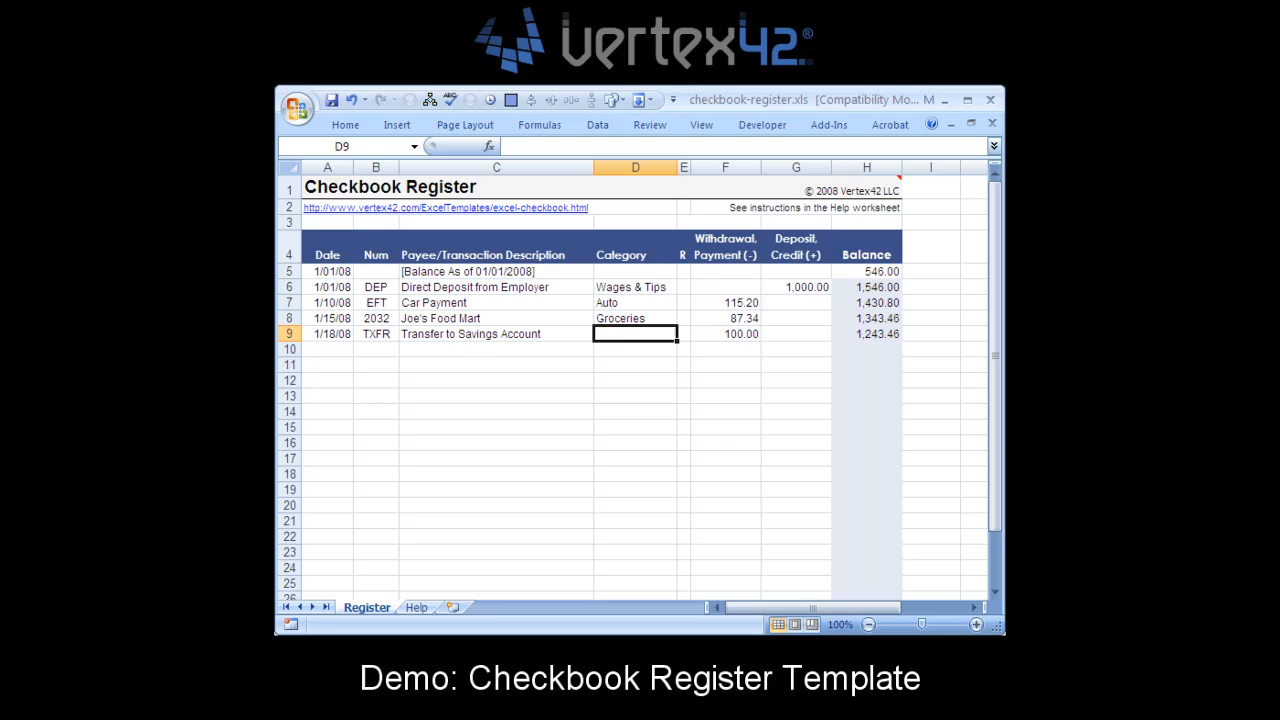 vertex42®
checkbook-register.xls [Compatibility Mo... M
Home Insert Page Layout Formulas Data Review View Developer Add-Ins Acrobat
D9 fx
A B C D E F G H I
1 Checkbook Register © 2008 Vertex42 LLC
2 http://www.vertex42.com/ExcelTemplates/excel-checkbook.html See instructions in the Help worksheet
3
Withdrawal, Deposit,
4 Date Num Payee/Transaction Description Category R Payment (-) Credit (+) Balance
5 1/01/08 [Balance As of 01/01/2008] 546.00
6 1/01/08 DEP Direct Deposit from Employer Wages & Tips 1,000.00 1,546.00
7 1/10/08 EFT Car Payment Auto 115.20 1,430.80
8 1/15/08 2032 Joe's Food Mart Groceries 87.34 1,343.46
9 1/18/08 TXFR Transfer to Savings Account 100.00 1,243.46
10
11
12
13
14
15
16
17
18
19
20
21
22
23
24
25
26
Register Help
100%
Demo: Checkbook Register Template